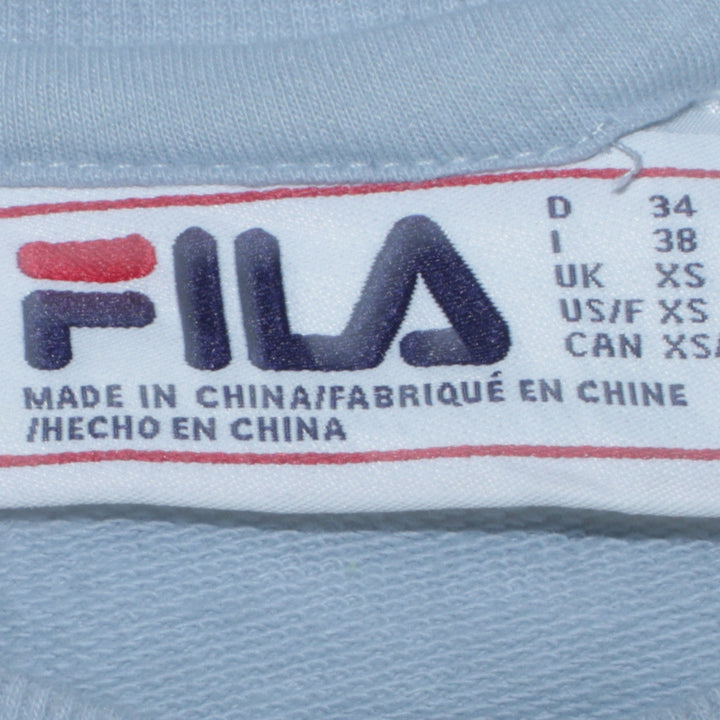 FILA
MADE IN CHINA/FABRIQUÉ EN CHINE
/HECHO EN CHINA
D 34
I 38
UK XS
US/F XS
CAN XS/